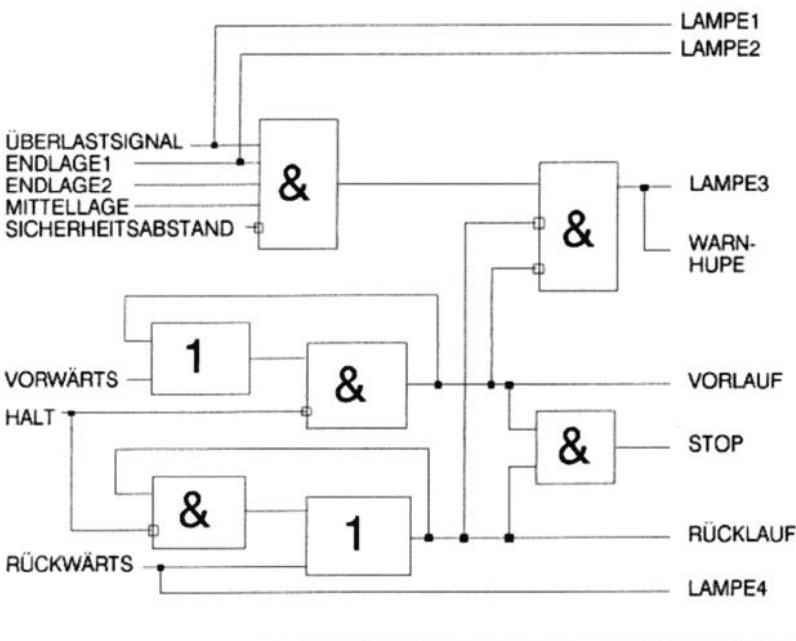 LAMPE1
LAMPE2
ÜBERLASTSIGNAL
ENDLAGE1
ENDLAGE2
MITTELLAGE
SICHERHEITSABSTAND
&
&
LAMPE3
WARN-
HUPE
1
&
VORWÄRTS
HALT
VORLAUF
&
STOP
&
1
RÜCKWÄRTS
RÜCKLAUF
LAMPE4